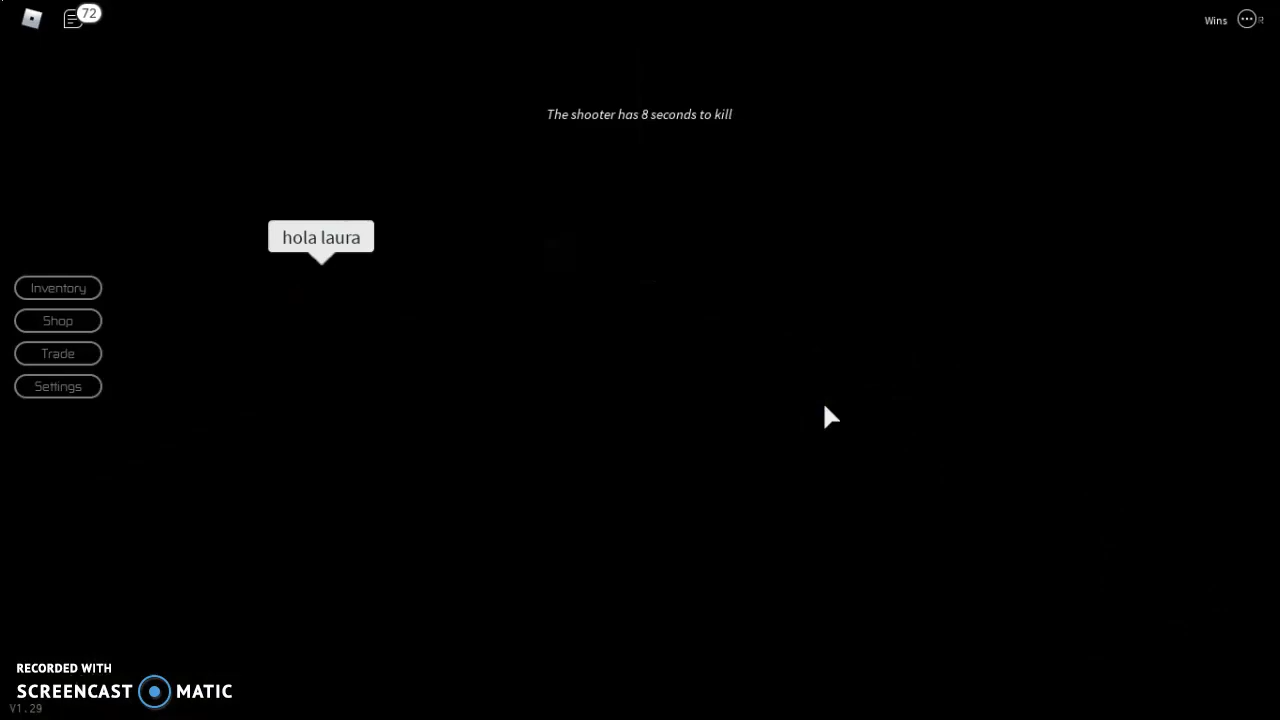 72
Wins
The shooter has 8 seconds to kill
hola laura
Inventory
Shop
Trade
Settings
RECORDED WITH
SCREENCAST MATIC
V1.29